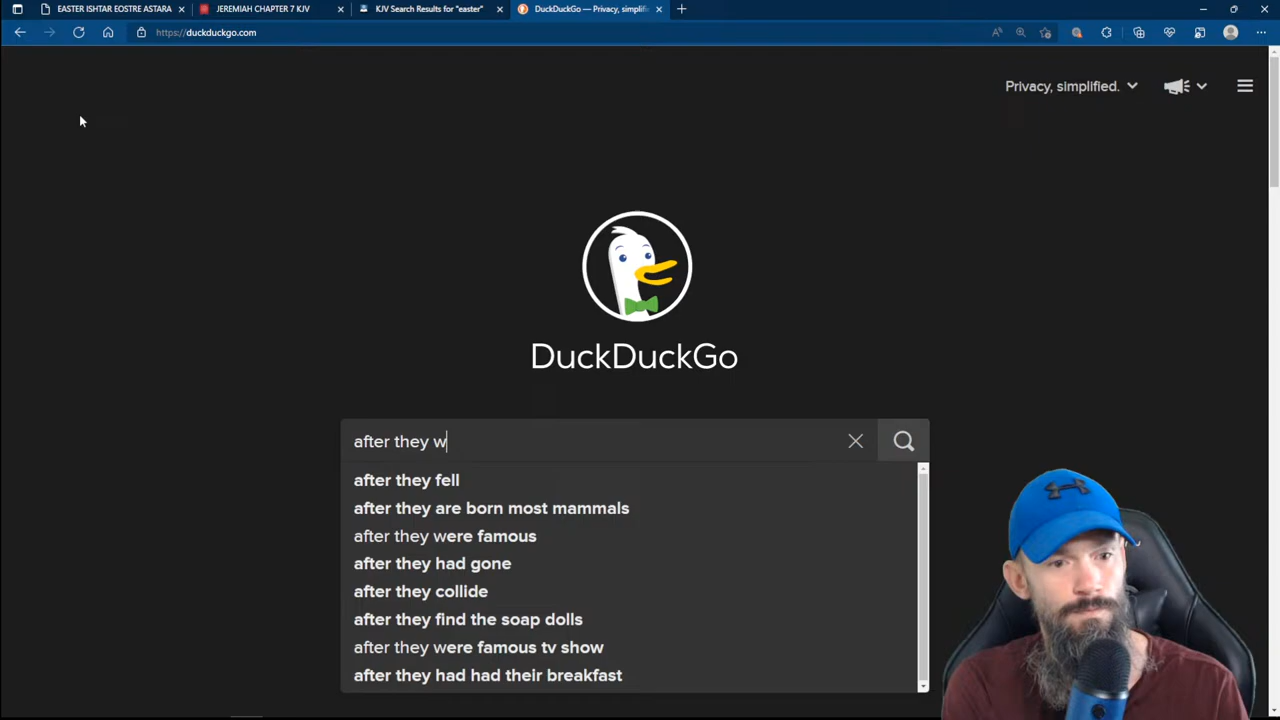 EASTER ISHTAR EOSTRE ASTARA
JEREMIAH CHAPTER 7 KJV
KJV Search Results for "easter"
DuckDuckGo — Privacy, simplifi
https://duckduckgo.com
Privacy, simplified.
DuckDuckGo
after they w
after they fell
after they are born most mammals
after they were famous
after they had gone
after they collide
after they find the soap dolls
after they were famous tv show
after they had had their breakfast